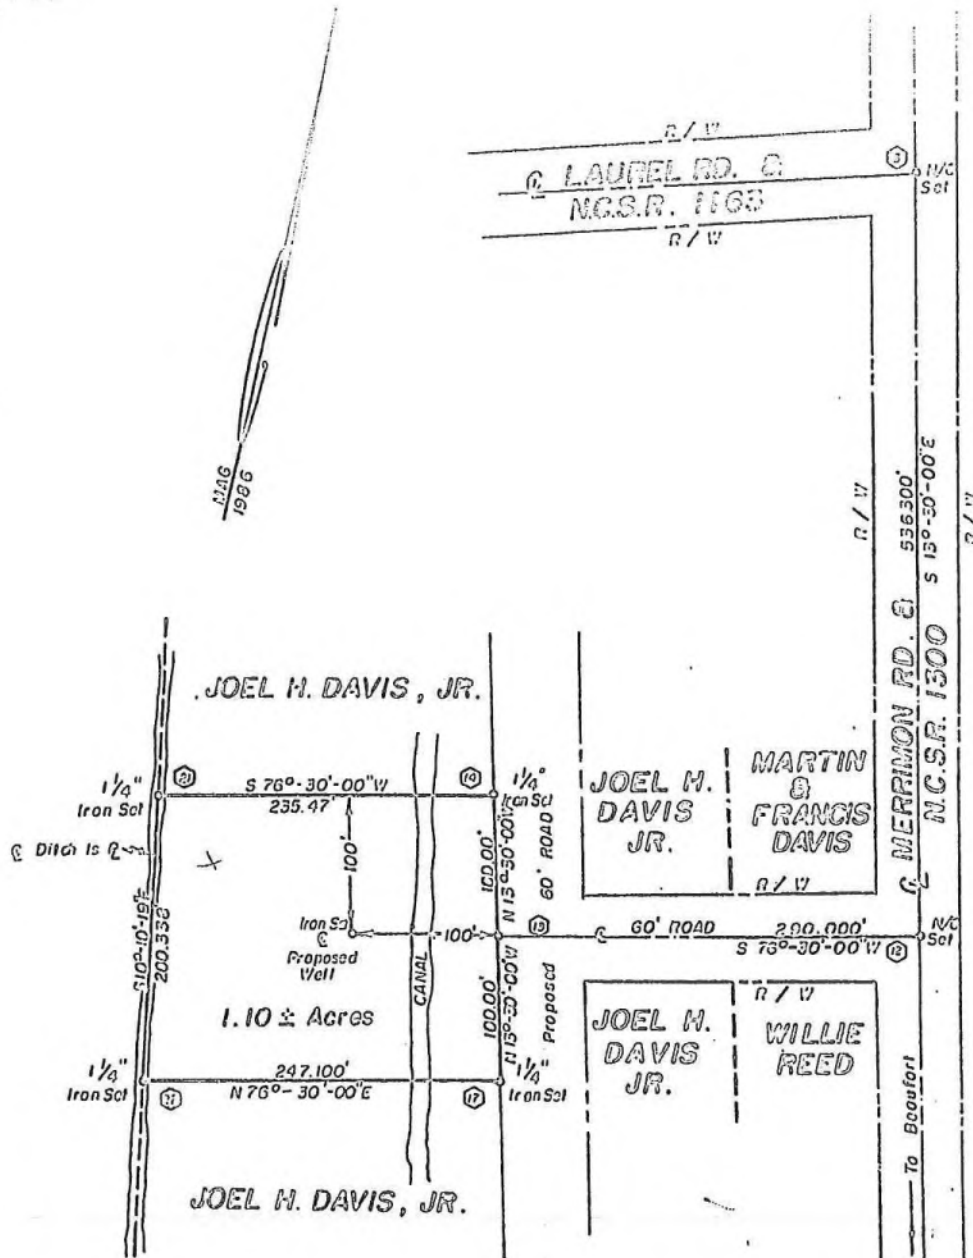 R / W
③ N/C
Set
℄ LAUREL RD. &
N.C.S.R. 1163
R / W
MAG
1986
R / W
MERRIMON RD. & 536.300'
N.C.S.R. 1300 S 13°-30'-00"E
R / W
JOEL H. DAVIS, JR.
1¼"
Iron Set
S 76°-30'-00"W
235.47'
1¼"
Iron Set
℄ Ditch Is ℄
100'
100.00'
N 13°-30'-00"W
60' ROAD
JOEL H.
DAVIS
JR.
MARTIN
&
FRANCIS
DAVIS
R / W
200.338
Iron Set
℄
Proposed
Well
100'
CANAL
⑬
℄ 60' ROAD 290.000'
S 76°-30'-00"W ⑫
N/C
Set
1.10 ± Acres
100.00'
N 13°-30'-00"W
Proposed
R / W
JOEL H.
DAVIS
JR.
WILLIE
REED
1¼"
Iron Set
247.100'
N 76°-30'-00"E
⑰
1¼"
Iron Set
To Beaufort
JOEL H. DAVIS, JR.